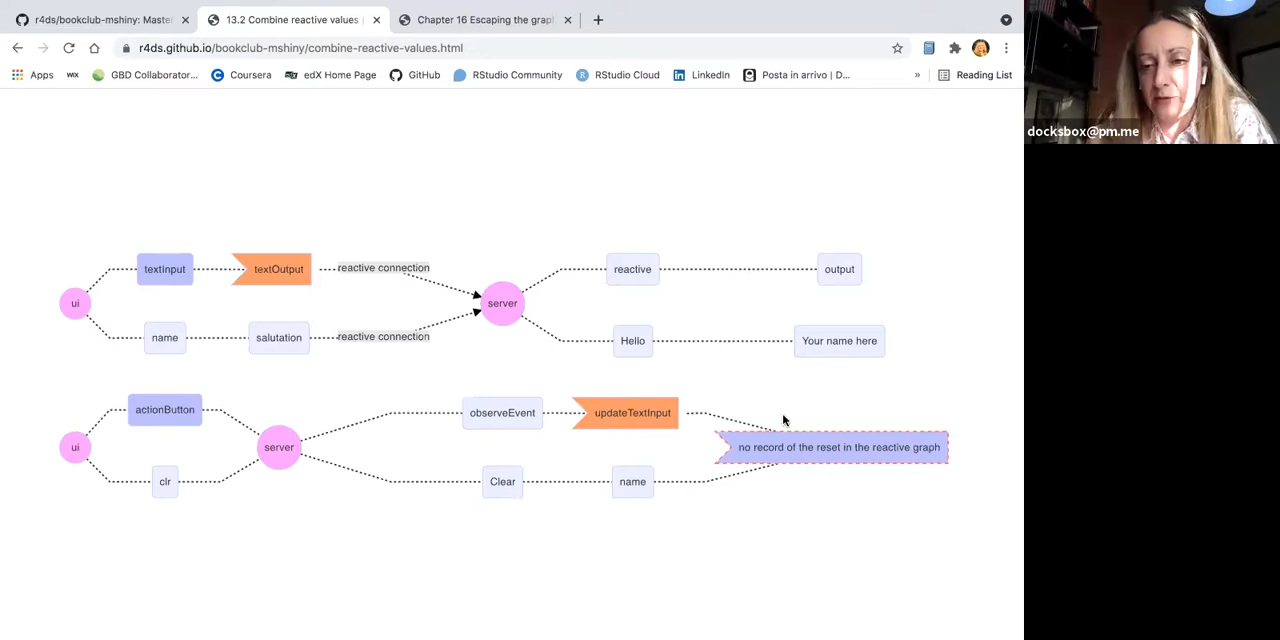 r4ds/bookclub-mshiny: Master
13.2 Combine reactive values
Chapter 16 Escaping the grap
r4ds.github.io/bookclub-mshiny/combine-reactive-values.html
Apps
WIX
GBD Collaborator...
Coursera
edX Home Page
GitHub
RStudio Community
RStudio Cloud
LinkedIn
Posta in arrivo | D...
»
Reading List
docksbox@pm.me
textInput
textOutput
reactive connection
reactive
output
ui
server
name
salutation
reactive connection
Hello
Your name here
actionButton
observeEvent
updateTextInput
ui
server
no record of the reset in the reactive graph
clr
Clear
name